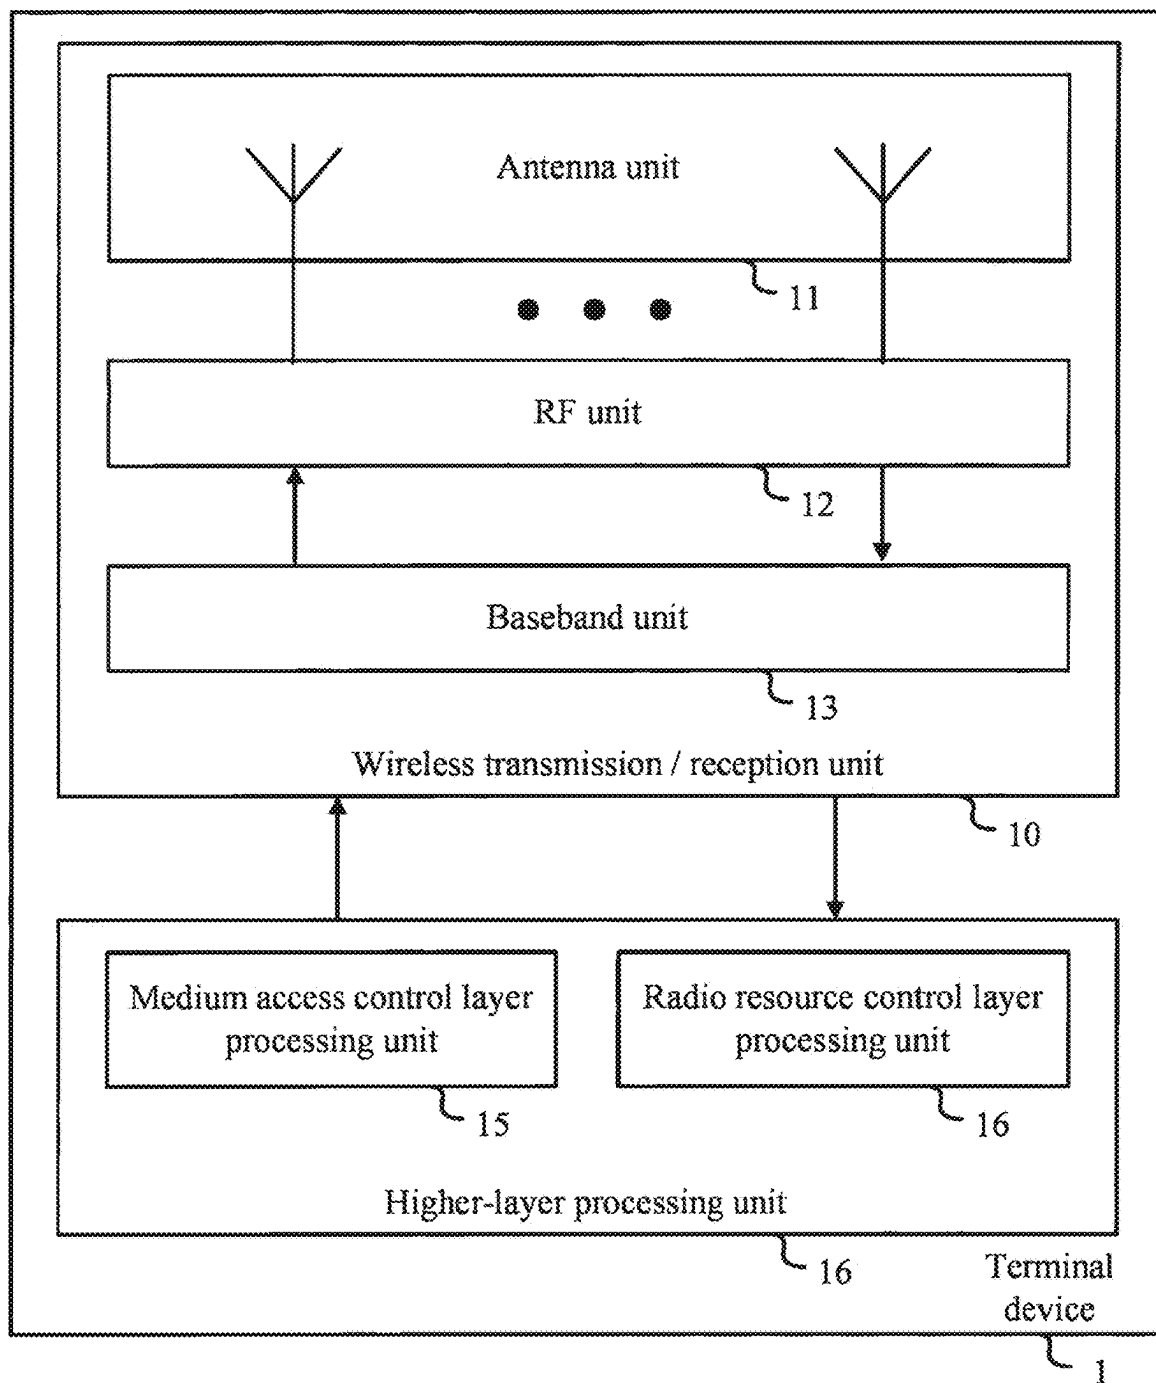 Antenna unit
11
RF unit
12
Baseband unit
13
Wireless transmission / reception unit
10
Medium access control layer
processing unit
15
Radio resource control layer
processing unit
16
Higher-layer processing unit
16
Terminal
device
1